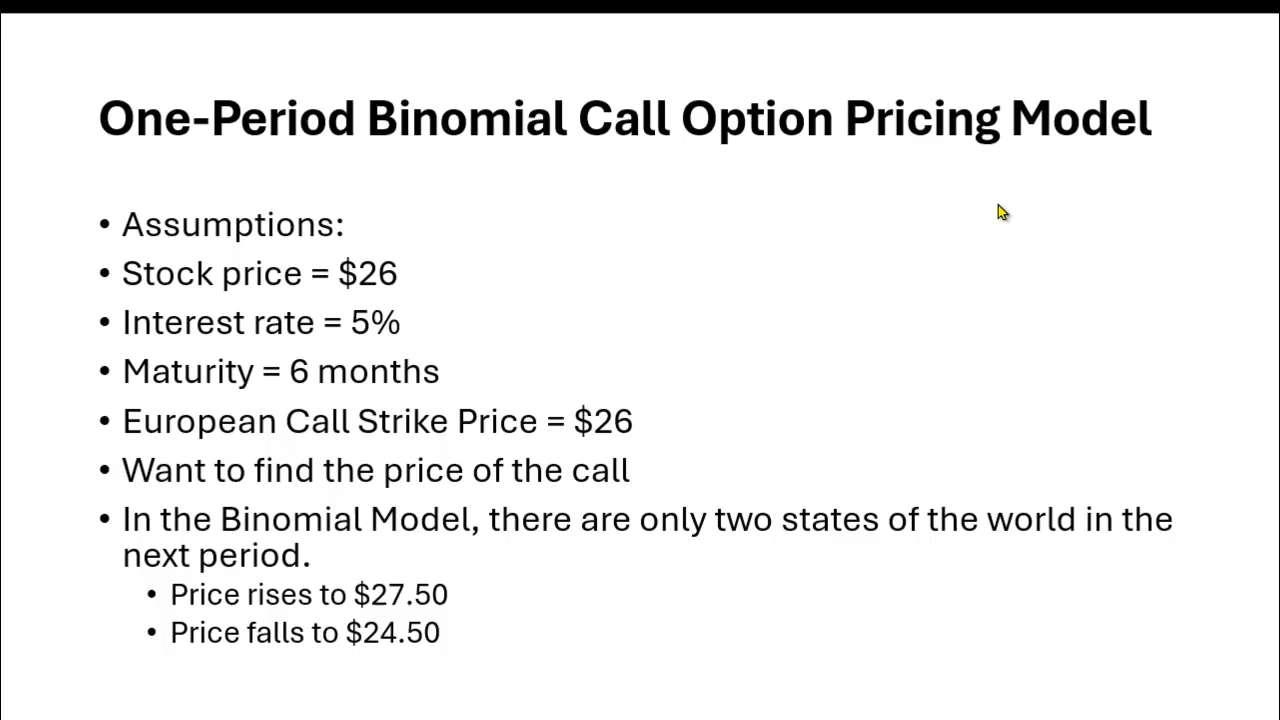 One-Period Binomial Call Option Pricing Model
• Assumptions:
• Stock price = $26
• Interest rate = 5%
• Maturity = 6 months
• European Call Strike Price = $26
• Want to find the price of the call
• In the Binomial Model, there are only two states of the world in the
next period.
• Price rises to $27.50
• Price falls to $24.50